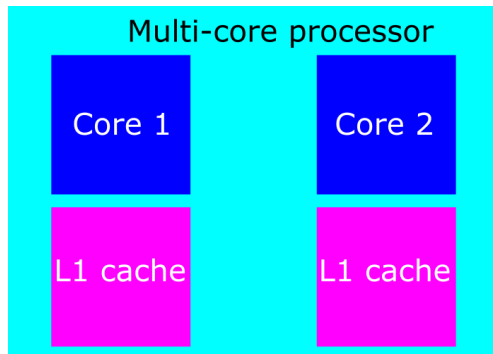 Multi-core processor
Core 1
Core 2
L1 cache
L1 cache